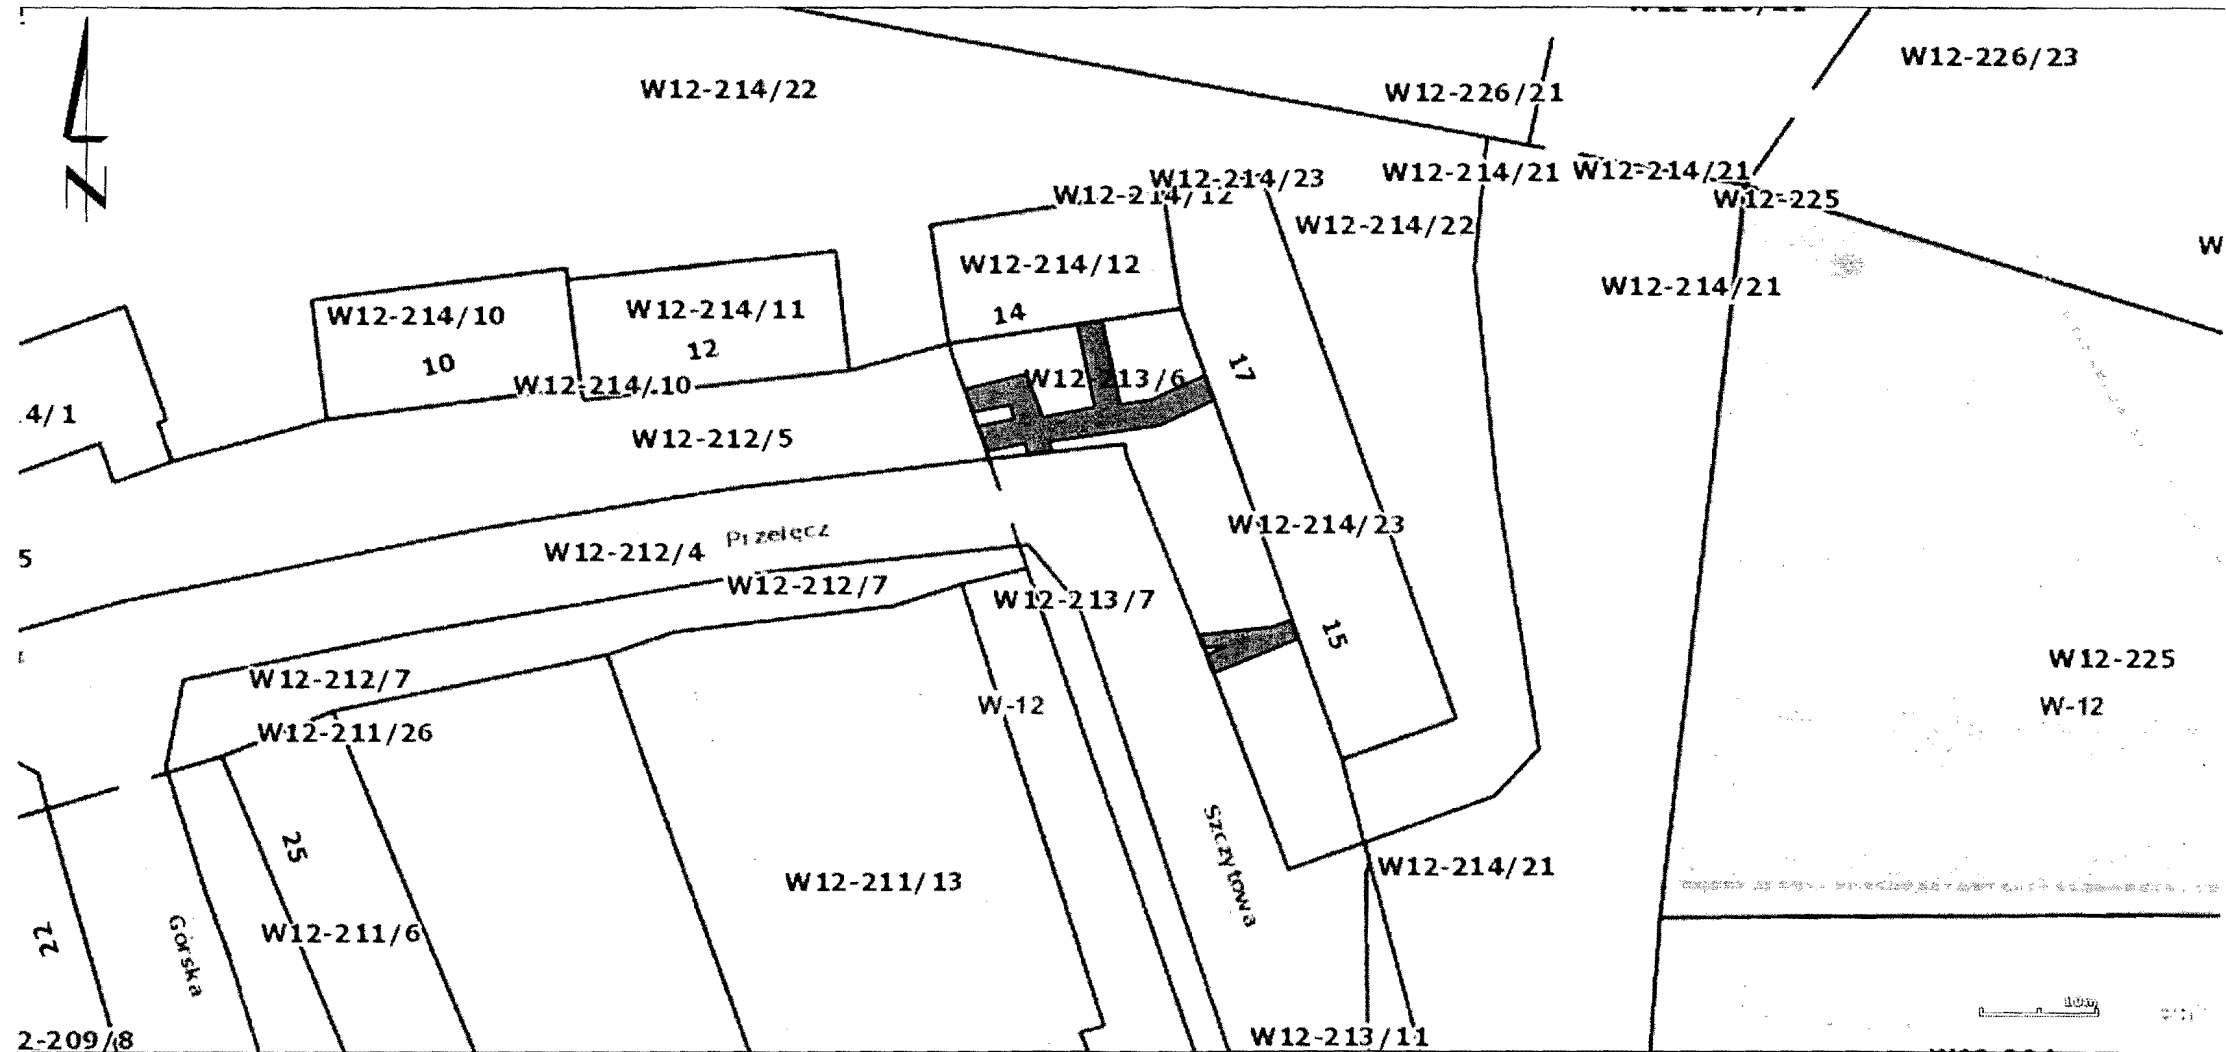 W12-226/23
W12-214/22
W12-226/21
W12-214/21
W12-214/21
W12-214/23
W12-214/12
W12-225
N
W12-214/22
W
W12-214/12
W12-214/21
W12-214/10
W12-214/11
14
12
10
17
W12-213/6
W12-214/10
4/1
W12-212/5
W12-214/23
Przełęcz
5
W12-212/4
W12-212/7
W12-213/7
15
W12-225
W12-212/7
W-12
W-12
W12-211/26
25
Szczytowa
W12-214/21
W12-211/13
22
Górska
W12-211/6
10m
2-209/8
W12-213/11